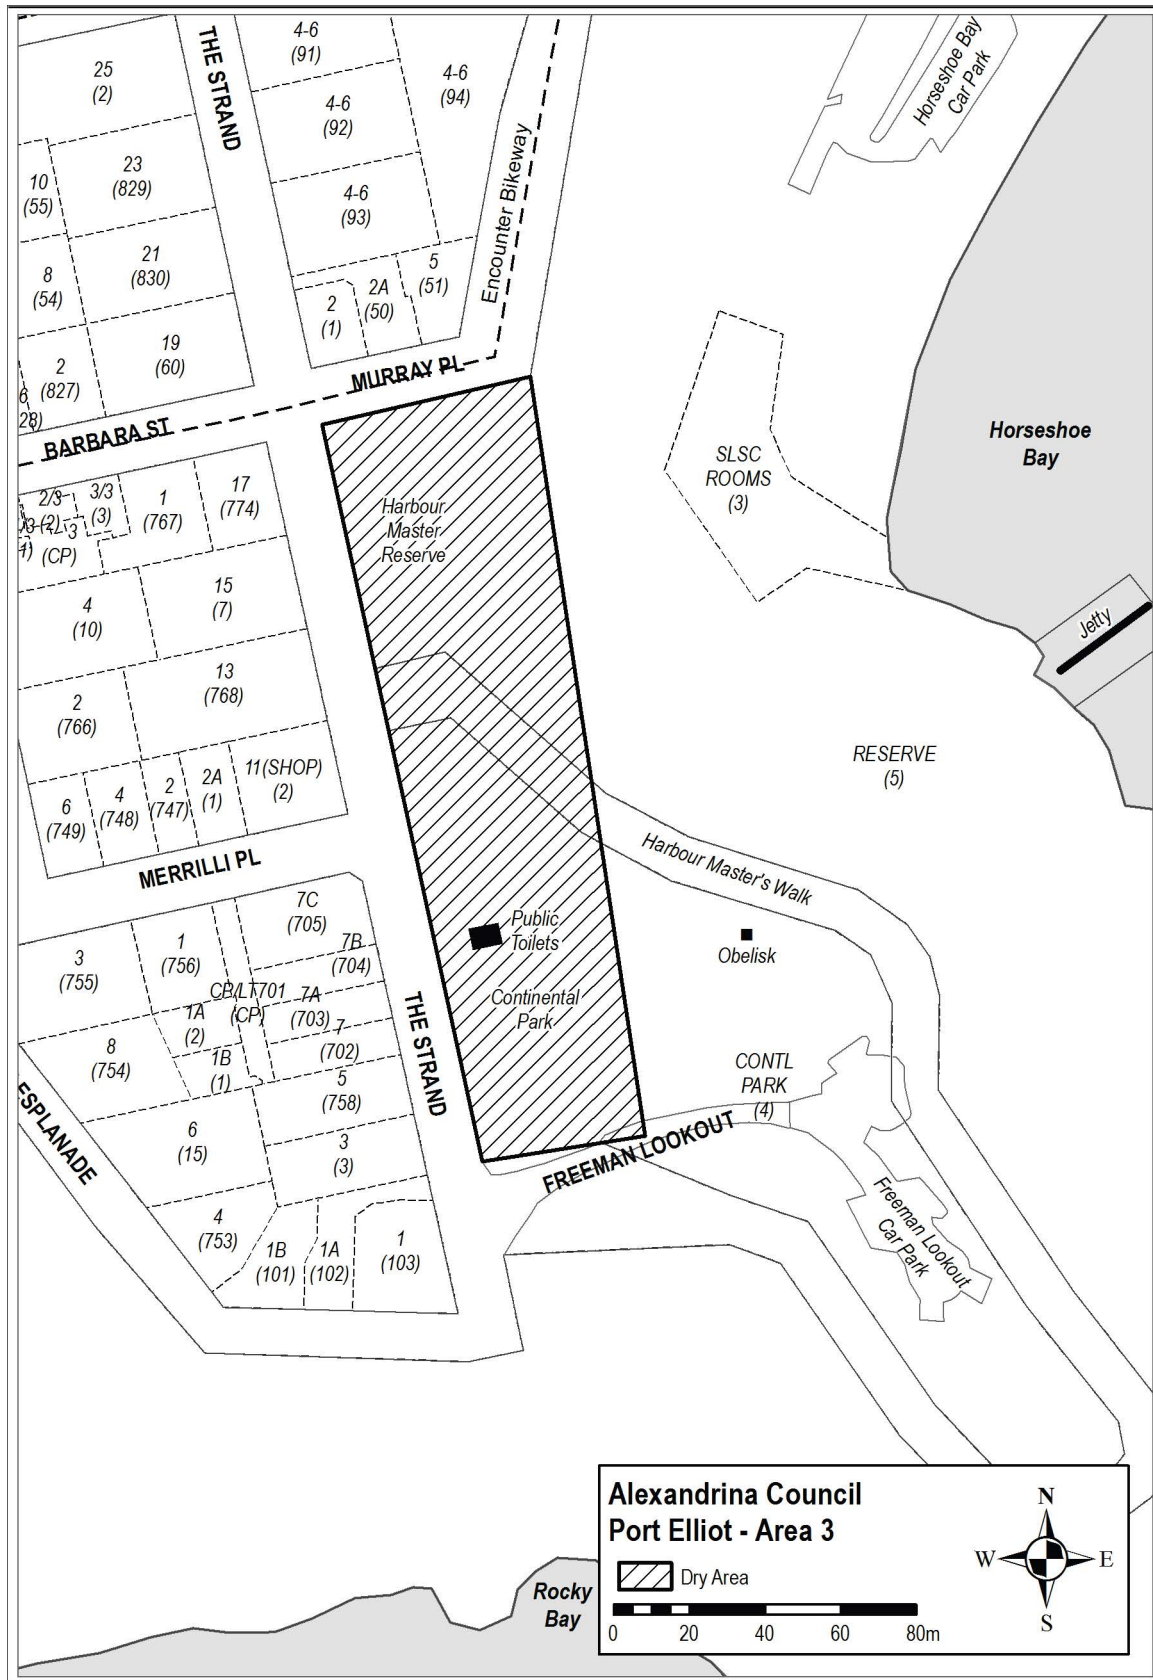 25
(2)
THE STRAND
4-6
(91)
4-6
(94)
4-6
(92)
Horseshoe Bay
Car Park
23
(829)
10
(55)
4-6
(93)
Encounter Bikeway
21
(830)
8
(54)
5
(51)
2A
(50)
2
(1)
19
(60)
2
(827)
6
28)
MURRAY PL
BARBARA ST
Horseshoe
Bay
SLSC
ROOMS
(3)
17
(774)
1
(767)
3/3
(3)
2/3
(2)
3
(CP)
3
1)
Harbour
Master
Reserve
15
(7)
4
(10)
Jetty
13
(768)
2
(766)
RESERVE
(5)
11(SHOP)
(2)
2A
(1)
2
(747)
4
(748)
6
(749)
Harbour Master's Walk
MERRILLI PL
7C
(705)
Public
Toilets
Obelisk
7B
(704)
1
(756)
3
(755)
CP/LT701
(CP)
7A
(703)
Continental
Park
THE STRAND
1A
(2)
7
(702)
8
(754)
1B
(1)
5
(758)
CONTL
PARK
(4)
ESPLANADE
6
(15)
3
(3)
FREEMAN LOOKOUT
Freeman Lookout
Car Park
4
(753)
1B
(101)
1A
(102)
1
(103)
Alexandrina Council
Port Elliot - Area 3
Dry Area
0 20 40 60 80m
N
W E
S
Rocky
Bay